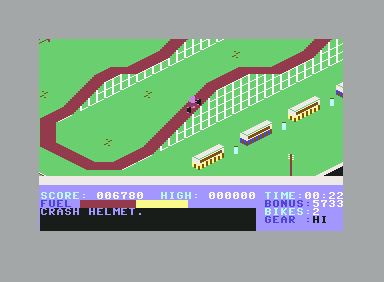 SCORE: 006780 HIGH: 000000 TIME:00:22
FUEL BONUS:5733
CRASH HELMET. BIKES:2
GEAR :HI